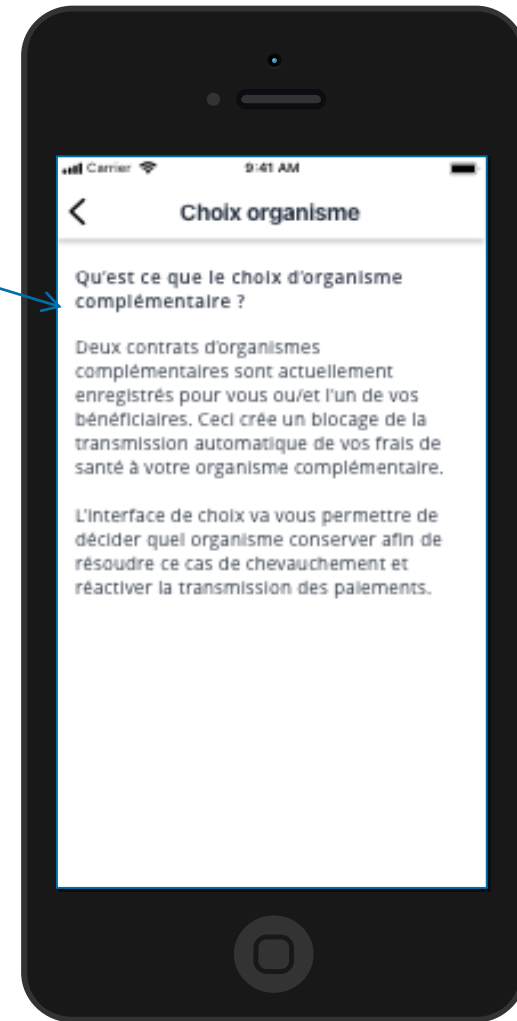 Carrier 9:41 AM
Choix organisme
Qu'est ce que le choix d'organisme
complémentaire ?
Deux contrats d'organismes
complémentaires sont actuellement
enregistrés pour vous ou/et l'un de vos
bénéficiaires. Ceci crée un blocage de la
transmission automatique de vos frais de
santé à votre organisme complémentaire.
L'interface de choix va vous permettre de
décider quel organisme conserver afin de
résoudre ce cas de chevauchement et
réactiver la transmission des paiements.